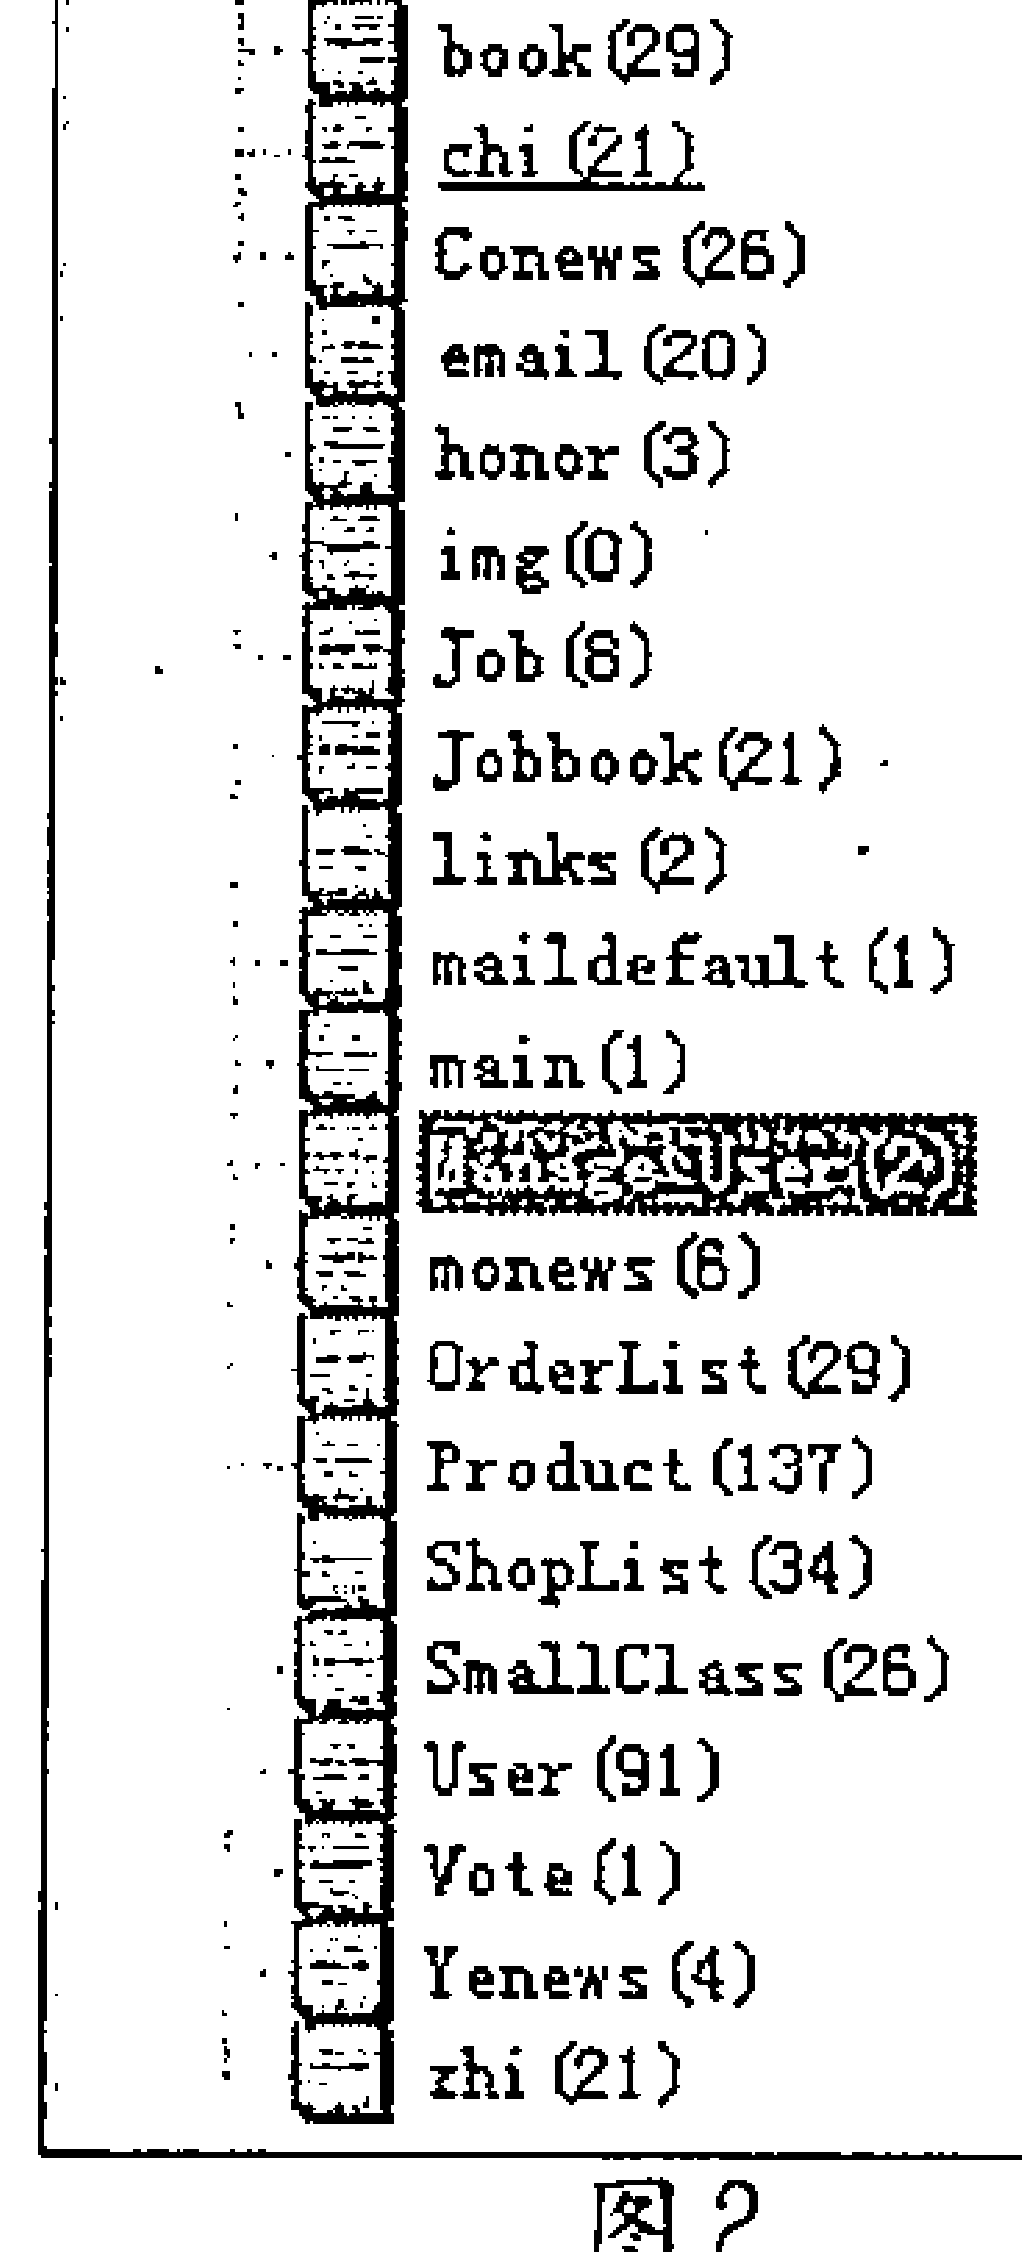 book(29)
chi(21)
Conews(26)
email(20)
honor(3)
img(0)
Job(8)
Jobbook(21)
links(2)
maildefault(1)
main(1)
ManageUser(2)
monews(6)
OrderList(29)
Product(137)
ShopList(34)
SmallClass(26)
User(91)
Vote(1)
Yenews(4)
zhi(21)
图 2